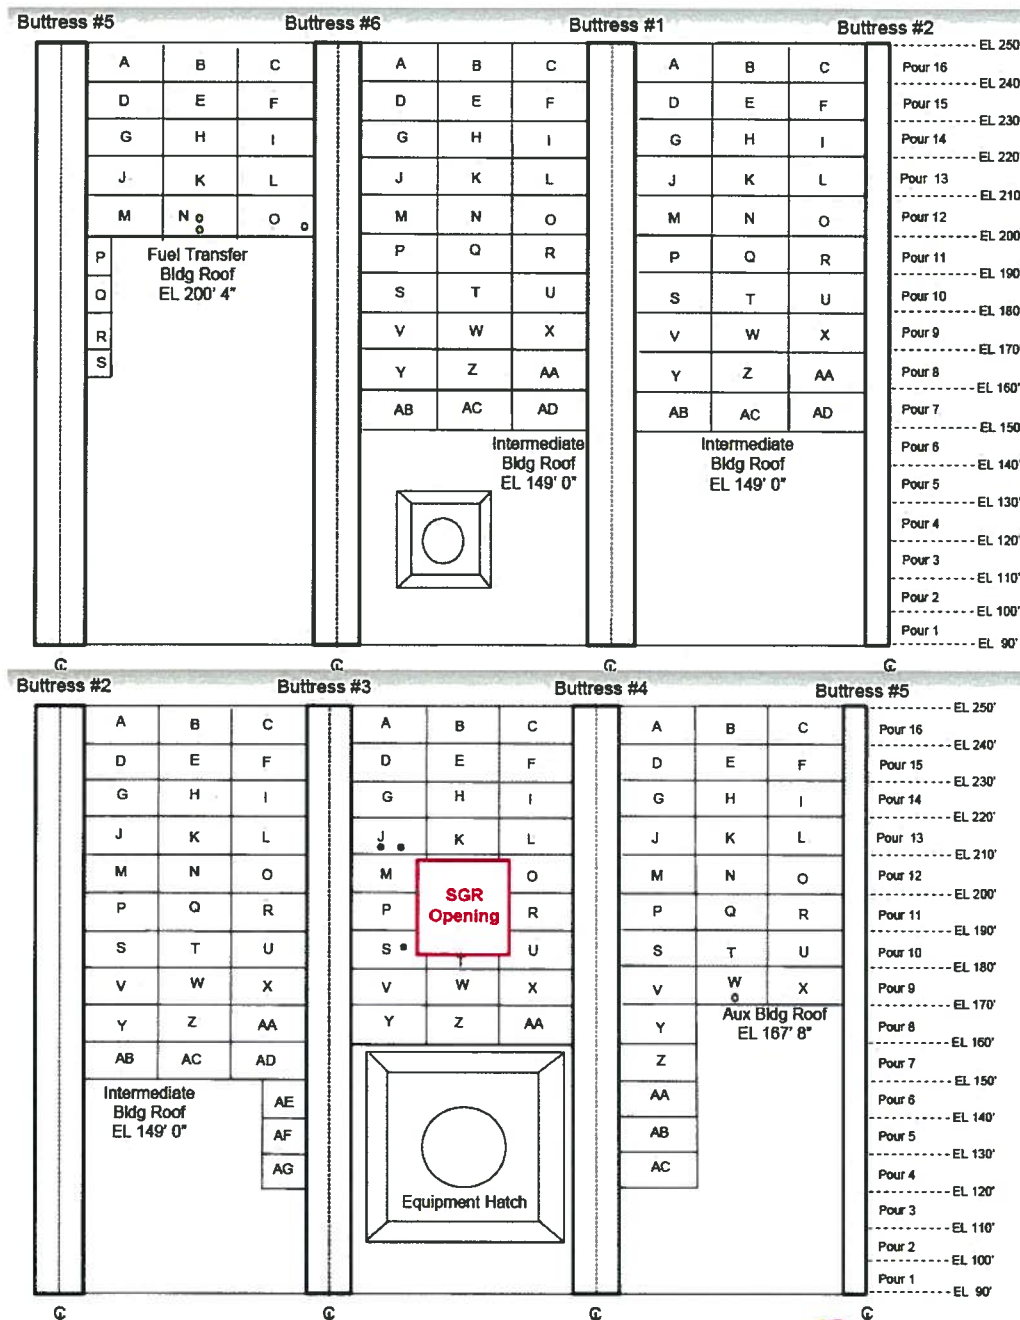 Buttress #5 Buttress #6 Buttress #1 Buttress #2
EL 250'
A B C A B C A B C Pour 16
EL 240'
D E F D E F D E F Pour 15
EL 230'
G H I G H I G H I Pour 14
EL 220'
J K L J K L J K L Pour 13
EL 210'
M N O M N O M N O Pour 12
EL 200'
P Fuel Transfer P Q R P Q R Pour 11
Bldg Roof
EL 190'
Q EL 200' 4" S T U S T U Pour 10
EL 180'
R V W X V W X Pour 9
EL 170'
S Y Z AA Y Z AA Pour 8
EL 160'
AB AC AD AB AC AD Pour 7
EL 150'
Intermediate Intermediate Pour 6
Bldg Roof Bldg Roof EL 140'
EL 149' 0" EL 149' 0" Pour 5
EL 130'
Pour 4
EL 120'
Pour 3
EL 110'
Pour 2
EL 100'
Pour 1
EL 90'
℄ ℄ ℄ ℄
Buttress #2 Buttress #3 Buttress #4 Buttress #5
EL 250'
A B C A B C A B C Pour 16
EL 240'
D E F D E F D E F Pour 15
EL 230'
G H I G H I G H I Pour 14
EL 220'
J K L J K L J K L Pour 13
EL 210'
M N O M O M N O Pour 12
SGR
EL 200'
P Q R P Opening R P Q R Pour 11
EL 190'
S T U S T U S T U Pour 10
EL 180'
V W X V W X V W X Pour 9
EL 170'
Y Z AA Y Z AA Y Aux Bldg Roof Pour 8
EL 167' 8"
EL 160'
AB AC AD Z Pour 7
EL 150'
Intermediate AE AA Pour 6
Bldg Roof EL 140'
EL 149' 0" AF AB Pour 5
EL 130'
AG AC Pour 4
EL 120'
Equipment Hatch Pour 3
EL 110'
Pour 2
EL 100'
Pour 1
EL 90'
℄ ℄ ℄ ℄